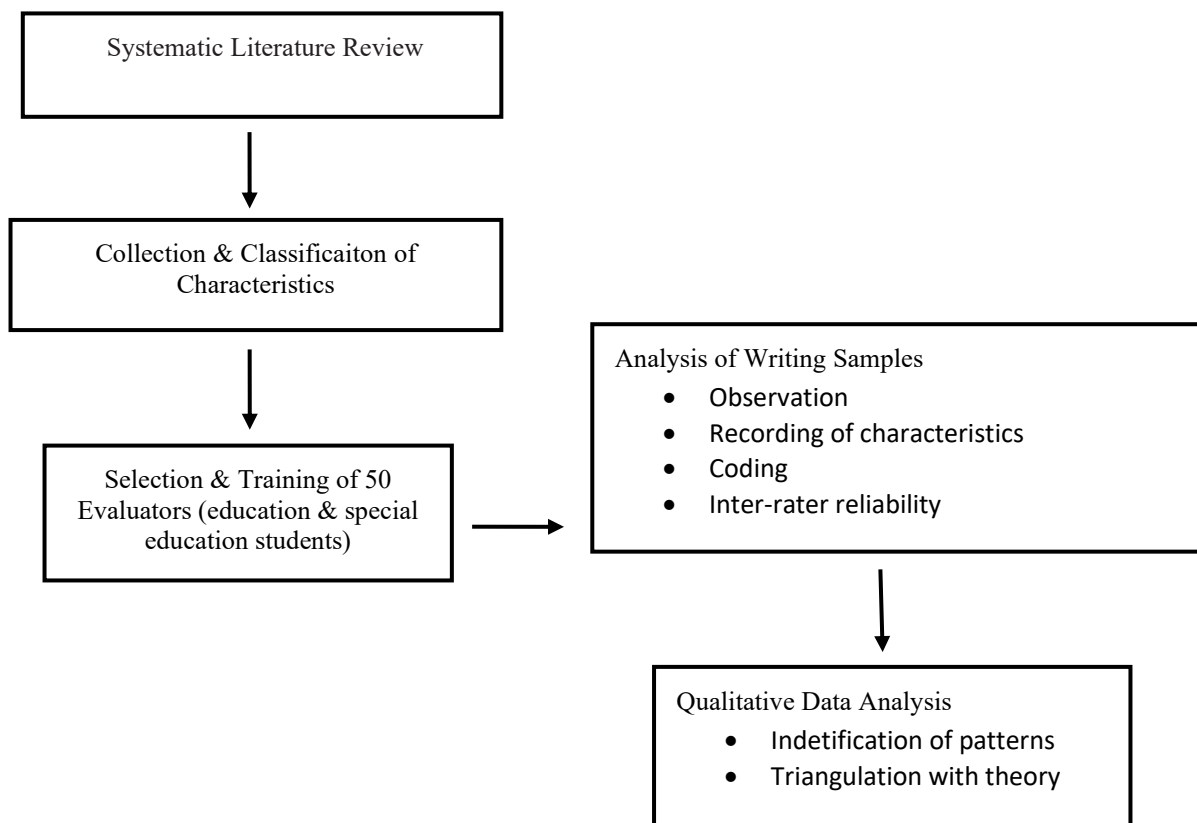 Systematic Literature Review
Collection & Classificaiton of
Characteristics
Selection & Training of 50
Evaluators (education & special
education students)
Analysis of Writing Samples
• Observation
• Recording of characteristics
• Coding
• Inter-rater reliability
Qualitative Data Analysis
• Indetification of patterns
• Triangulation with theory